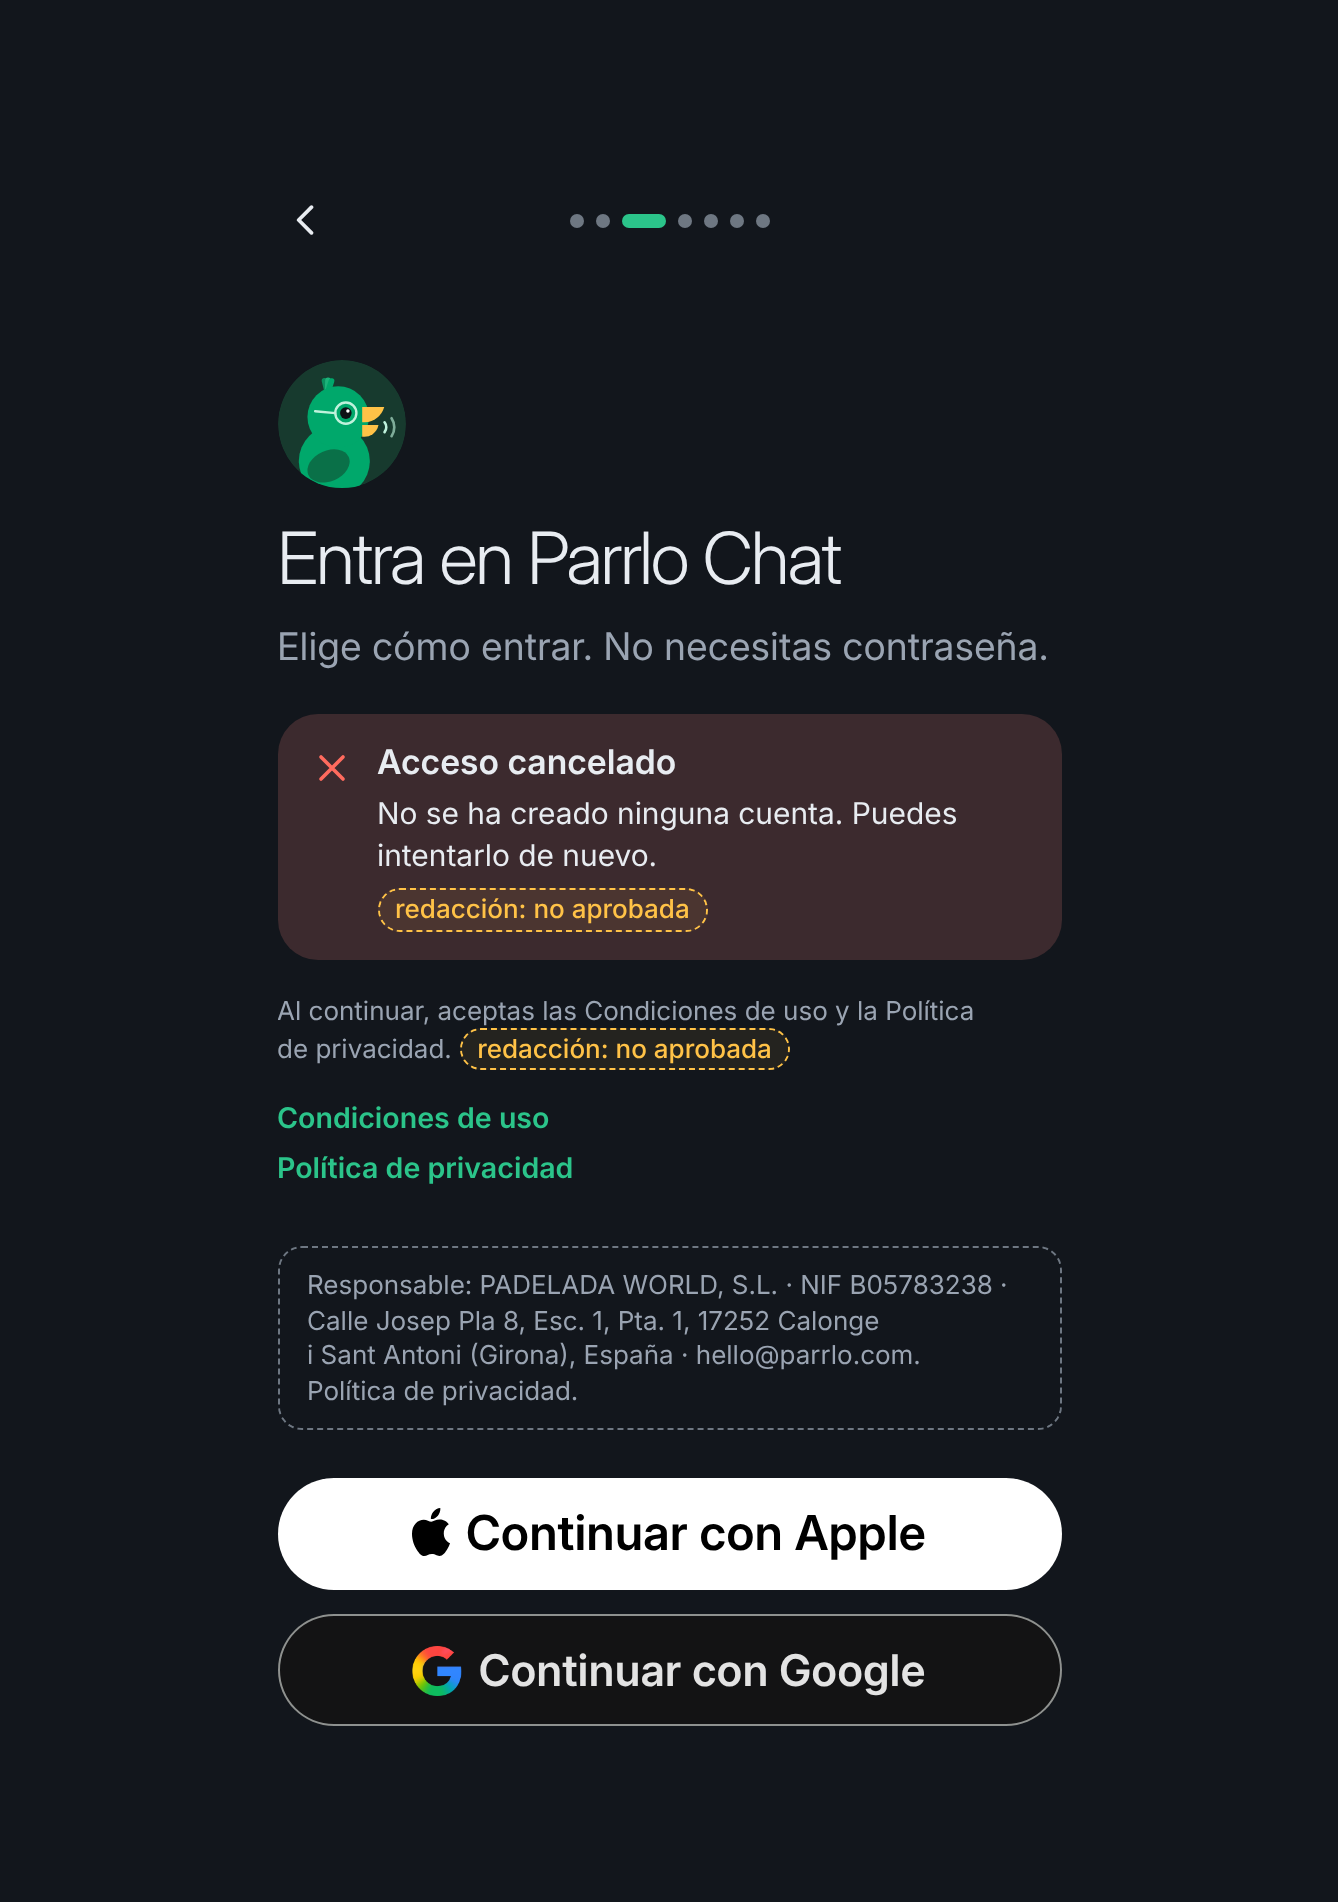 Entra en Parrlo Chat
Elige cómo entrar. No necesitas contraseña.
Acceso cancelado
No se ha creado ninguna cuenta. Puedes
intentarlo de nuevo.
redacción: no aprobada
Al continuar, aceptas las Condiciones de uso y la Política
de privacidad. redacción: no aprobada
Condiciones de uso
Política de privacidad
Responsable: PADELADA WORLD, S.L. · NIF B05783238 ·
Calle Josep Pla 8, Esc. 1, Pta. 1, 17252 Calonge
i Sant Antoni (Girona), España · hello@parrlo.com.
Política de privacidad.
Continuar con Apple
Continuar con Google